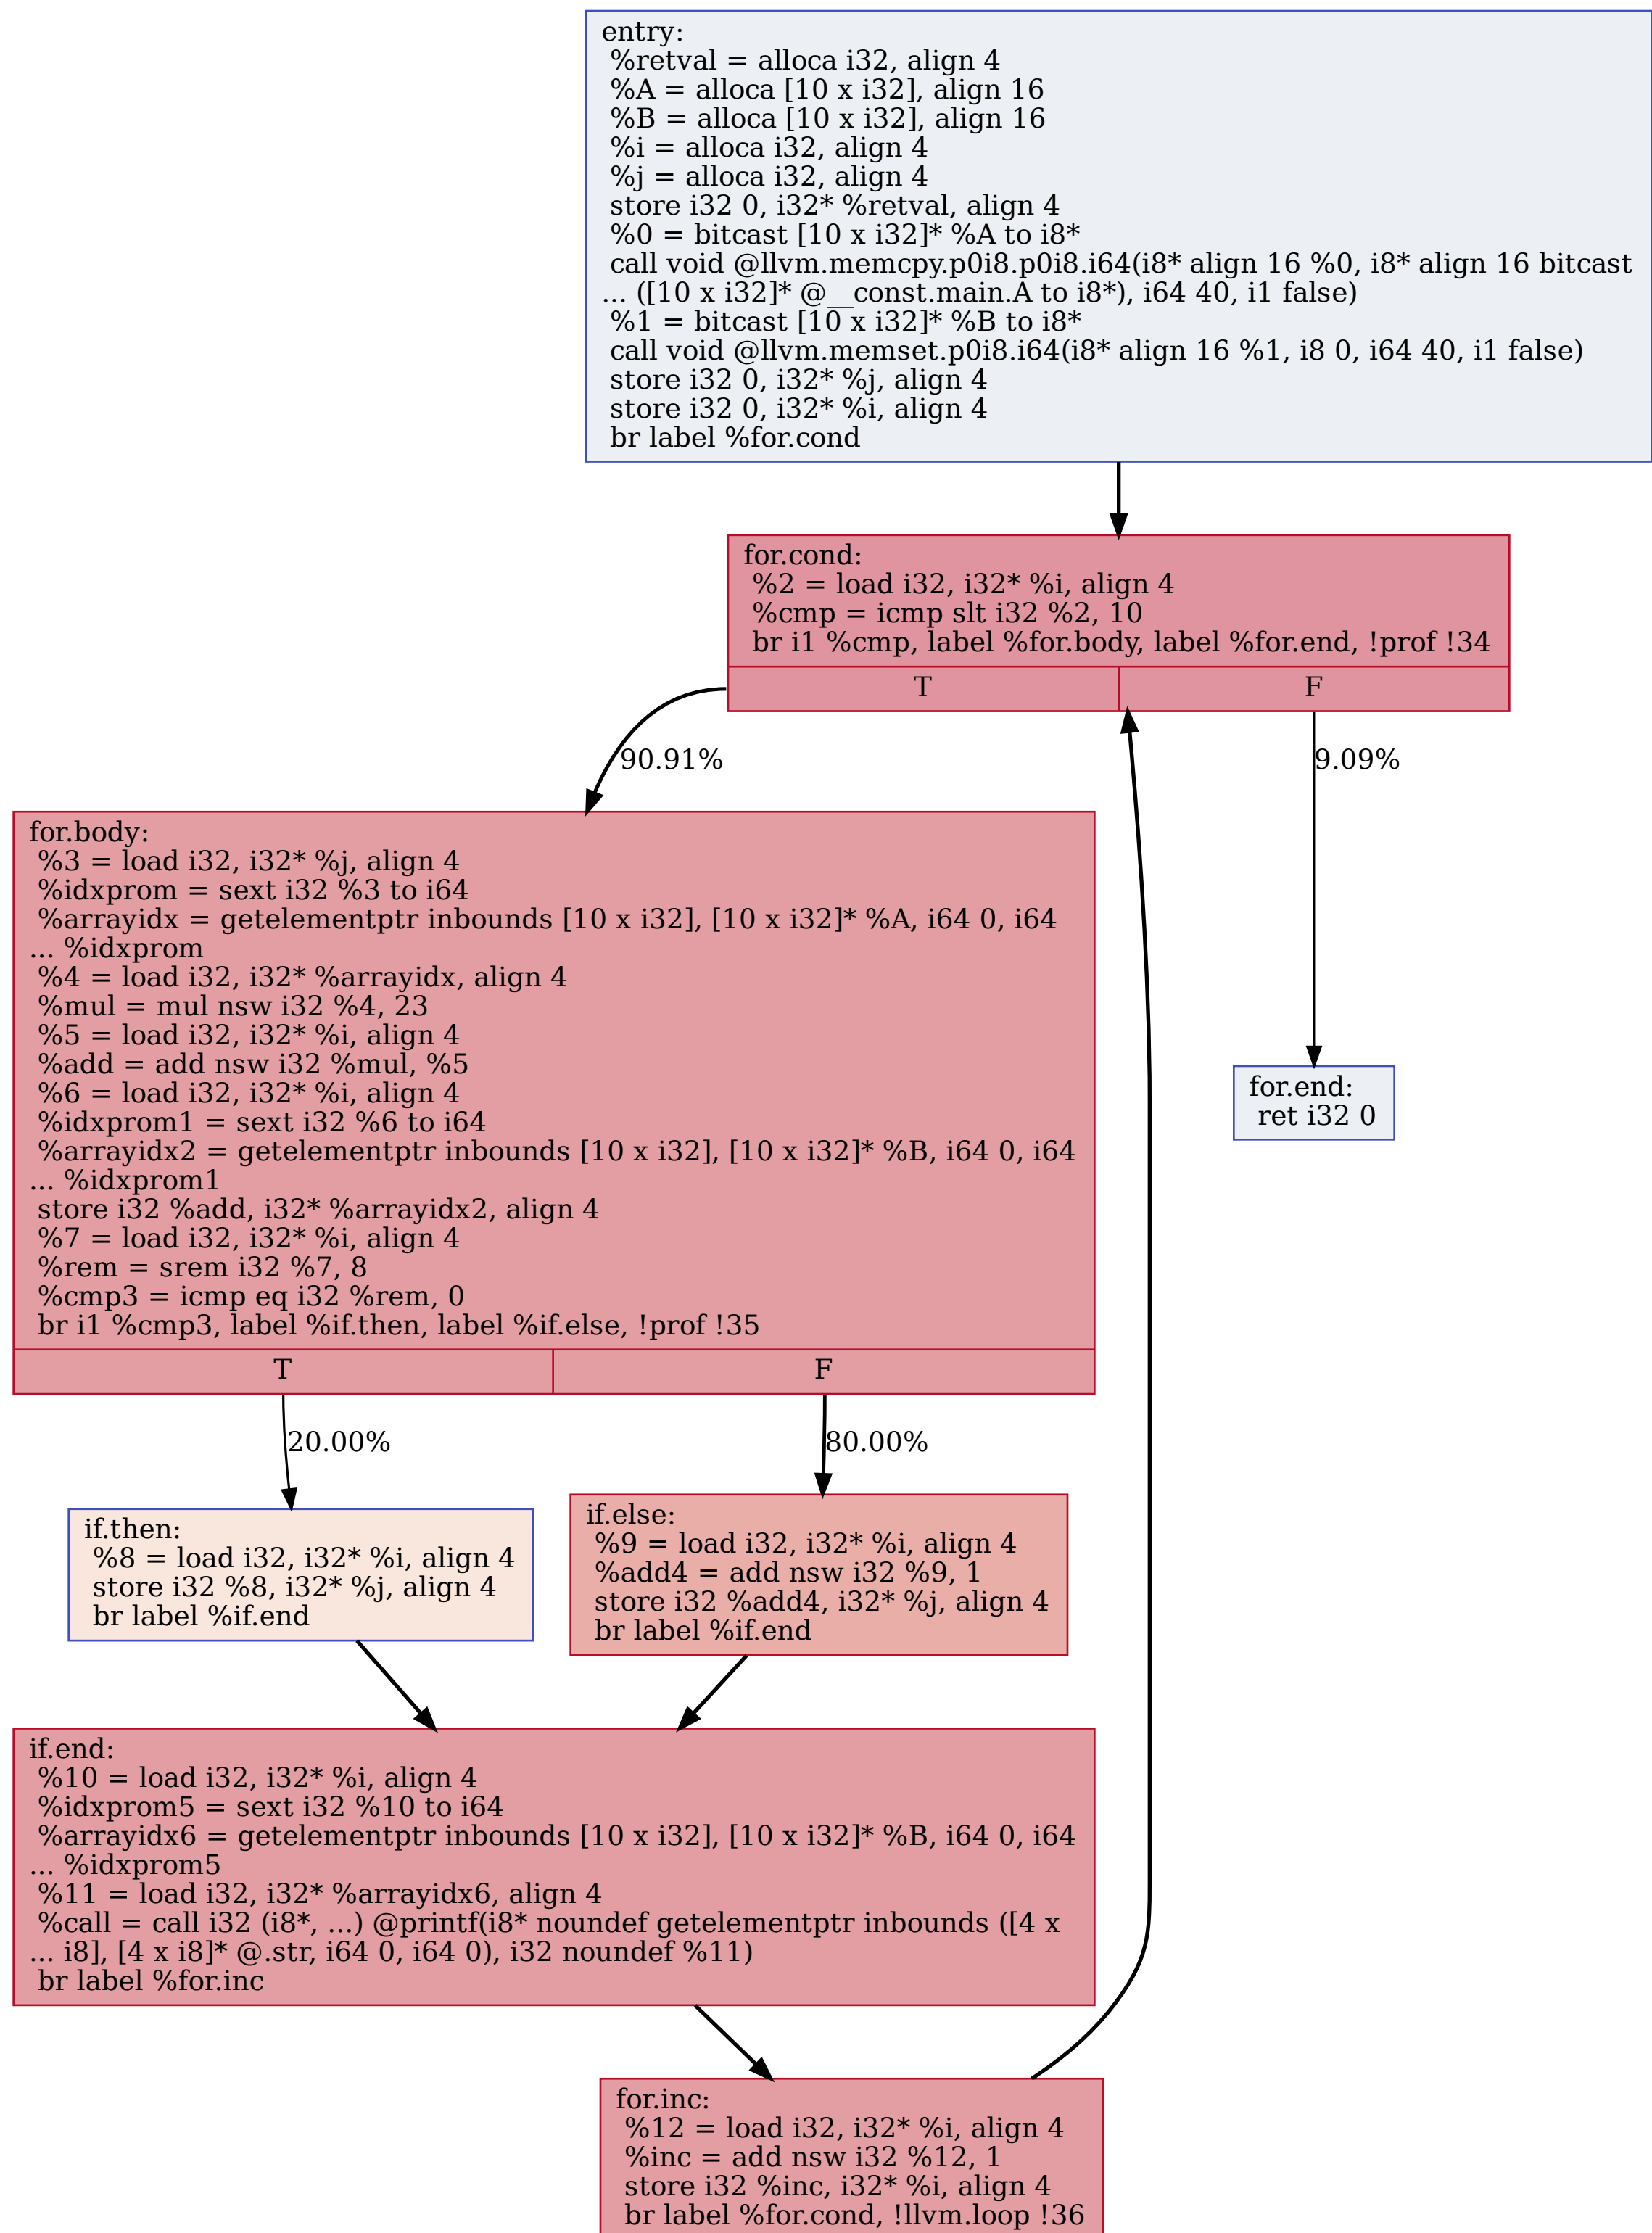 entry:
%retval = alloca i32, align 4
%A = alloca [10 x i32], align 16
%B = alloca [10 x i32], align 16
%i = alloca i32, align 4
%j = alloca i32, align 4
store i32 0, i32* %retval, align 4
%0 = bitcast [10 x i32]* %A to i8*
call void @llvm.memcpy.p0i8.p0i8.i64(i8* align 16 %0, i8* align 16 bitcast
... ([10 x i32]* @__const.main.A to i8*), i64 40, i1 false)
%1 = bitcast [10 x i32]* %B to i8*
call void @llvm.memset.p0i8.i64(i8* align 16 %1, i8 0, i64 40, i1 false)
store i32 0, i32* %j, align 4
store i32 0, i32* %i, align 4
br label %for.cond
for.cond:
%2 = load i32, i32* %i, align 4
%cmp = icmp slt i32 %2, 10
br i1 %cmp, label %for.body, label %for.end, !prof !34
T
F
90.91%
9.09%
for.body:
%3 = load i32, i32* %j, align 4
%idxprom = sext i32 %3 to i64
%arrayidx = getelementptr inbounds [10 x i32], [10 x i32]* %A, i64 0, i64
... %idxprom
%4 = load i32, i32* %arrayidx, align 4
%mul = mul nsw i32 %4, 23
%5 = load i32, i32* %i, align 4
%add = add nsw i32 %mul, %5
%6 = load i32, i32* %i, align 4
%idxprom1 = sext i32 %6 to i64
%arrayidx2 = getelementptr inbounds [10 x i32], [10 x i32]* %B, i64 0, i64
... %idxprom1
store i32 %add, i32* %arrayidx2, align 4
%7 = load i32, i32* %i, align 4
%rem = srem i32 %7, 8
%cmp3 = icmp eq i32 %rem, 0
br i1 %cmp3, label %if.then, label %if.else, !prof !35
T
F
for.end:
ret i32 0
20.00%
80.00%
if.then:
%8 = load i32, i32* %i, align 4
store i32 %8, i32* %j, align 4
br label %if.end
if.else:
%9 = load i32, i32* %i, align 4
%add4 = add nsw i32 %9, 1
store i32 %add4, i32* %j, align 4
br label %if.end
if.end:
%10 = load i32, i32* %i, align 4
%idxprom5 = sext i32 %10 to i64
%arrayidx6 = getelementptr inbounds [10 x i32], [10 x i32]* %B, i64 0, i64
... %idxprom5
%11 = load i32, i32* %arrayidx6, align 4
%call = call i32 (i8*, ...) @printf(i8* noundef getelementptr inbounds ([4 x
... i8], [4 x i8]* @.str, i64 0, i64 0), i32 noundef %11)
br label %for.inc
for.inc:
%12 = load i32, i32* %i, align 4
%inc = add nsw i32 %12, 1
store i32 %inc, i32* %i, align 4
br label %for.cond, !llvm.loop !36